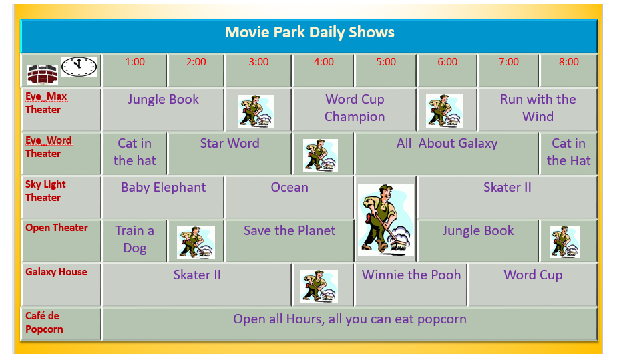 Movie Park Daily Shows
1:00 2:00 3:00 4:00 5:00 6:00 7:00 8:00
Eve_Max
Theater
Jungle Book
Word Cup
Champion
Run with the
Wind
Eve_Word
Theater
Cat in
the hat
Star Word
All About Galaxy
Cat in
the Hat
Sky Light
Theater
Baby Elephant
Ocean
Skater II
Open Theater
Train a
Dog
Save the Planet
Jungle Book
Galaxy House
Skater II
Winnie the Pooh
Word Cup
Café de
Popcorn
Open all Hours, all you can eat popcorn